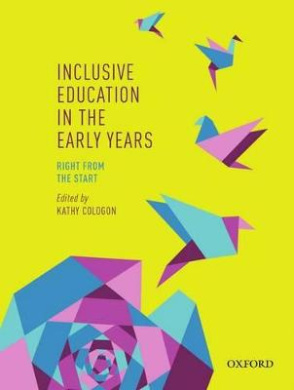 INCLUSIVE
EDUCATION
IN THE
EARLY YEARS
RIGHT FROM
THE START
Edited by
KATHY COLOGON
OXFORD